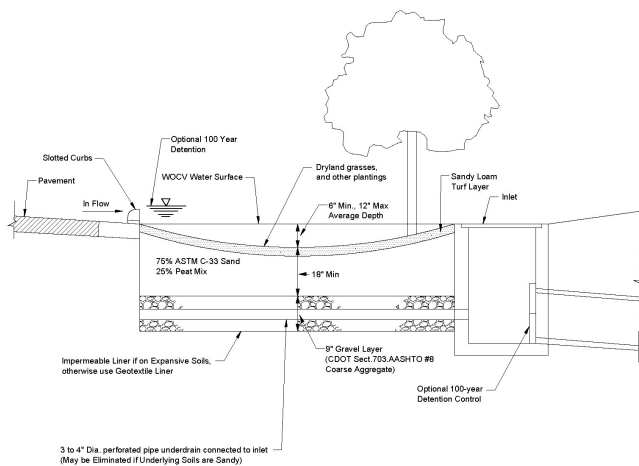 Optional 100 Year
Detention
Slotted Curbs
WOCV Water Surface
Pavement
In Flow
Dryland grasses,
and other plantings
Sandy Loam
Turf Layer
6" Min., 12" Max
Average Depth
Inlet
75% ASTM C-33 Sand
25% Peat Mix
18" Min
Impermeable Liner if on Expansive Soils,
otherwise use Geotextile Liner
9" Gravel Layer
(CDOT Sect.703.AASHTO #8
Coarse Aggregate)
Optional 100-year
Detention Control
3 to 4" Dia. perforated pipe underdrain connected to inlet
(May be Eliminated if Underlying Soils are Sandy)